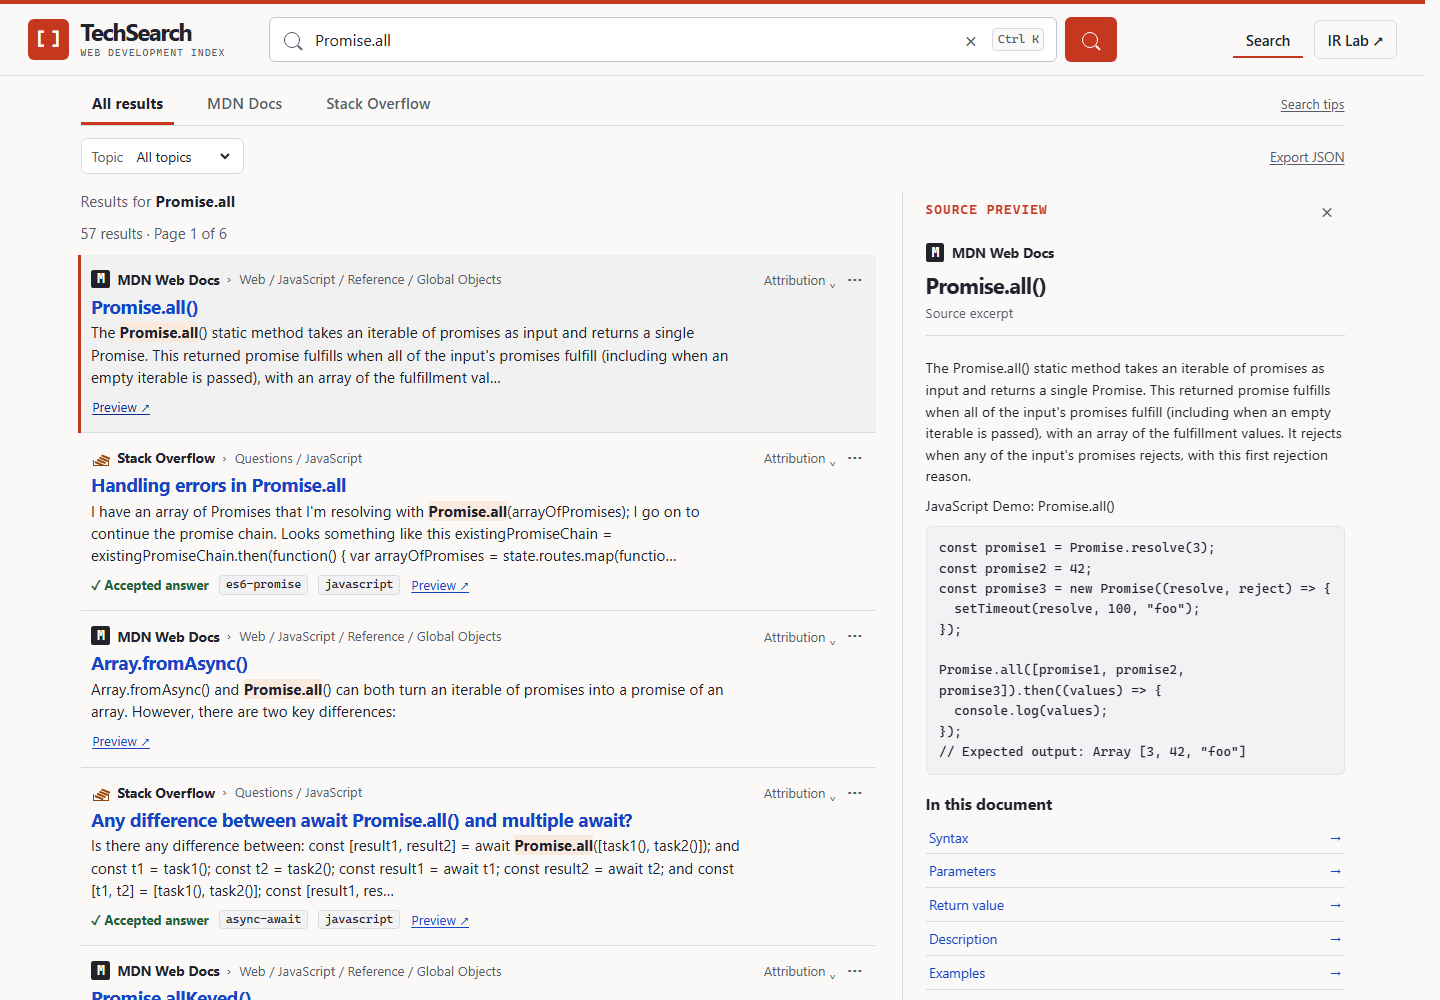 [ ] TechSearch
WEB DEVELOPMENT INDEX
Promise.all × Ctrl K
Search IR Lab ↗
All results MDN Docs Stack Overflow Search tips
Topic All topics Export JSON
Results for Promise.all
57 results · Page 1 of 6
M MDN Web Docs › Web / JavaScript / Reference / Global Objects Attribution ⌄ ···
Promise.all()
The Promise.all() static method takes an iterable of promises as input and returns a single
Promise. This returned promise fulfills when all of the input's promises fulfill (including when an
empty iterable is passed), with an array of the fulfillment val...
Preview ↗
Stack Overflow › Questions / JavaScript Attribution ⌄ ···
Handling errors in Promise.all
I have an array of Promises that I'm resolving with Promise.all(arrayOfPromises); I go on to
continue the promise chain. Looks something like this existingPromiseChain =
existingPromiseChain.then(function() { var arrayOfPromises = state.routes.map(functio...
✓ Accepted answer es6-promise javascript Preview ↗
M MDN Web Docs › Web / JavaScript / Reference / Global Objects Attribution ⌄ ···
Array.fromAsync()
Array.fromAsync() and Promise.all() can both turn an iterable of promises into a promise of an
array. However, there are two key differences:
Preview ↗
Stack Overflow › Questions / JavaScript Attribution ⌄ ···
Any difference between await Promise.all() and multiple await?
Is there any difference between: const [result1, result2] = await Promise.all([task1(), task2()]); and
const t1 = task1(); const t2 = task2(); const result1 = await t1; const result2 = await t2; and const
[t1, t2] = [task1(), task2()]; const [result1, res...
✓ Accepted answer async-await javascript Preview ↗
M MDN Web Docs › Web / JavaScript / Reference / Global Objects Attribution ⌄ ···
Promise.allKeyed()
SOURCE PREVIEW ×
M MDN Web Docs
Promise.all()
Source excerpt
The Promise.all() static method takes an iterable of promises as
input and returns a single Promise. This returned promise fulfills
when all of the input's promises fulfill (including when an empty
iterable is passed), with an array of the fulfillment values. It rejects
when any of the input's promises rejects, with this first rejection
reason.
JavaScript Demo: Promise.all()
const promise1 = Promise.resolve(3);
const promise2 = 42;
const promise3 = new Promise((resolve, reject) => {
  setTimeout(resolve, 100, "foo");
});
Promise.all([promise1, promise2,
promise3]).then((values) => {
  console.log(values);
});
// Expected output: Array [3, 42, "foo"]
In this document
Syntax →
Parameters →
Return value →
Description →
Examples →